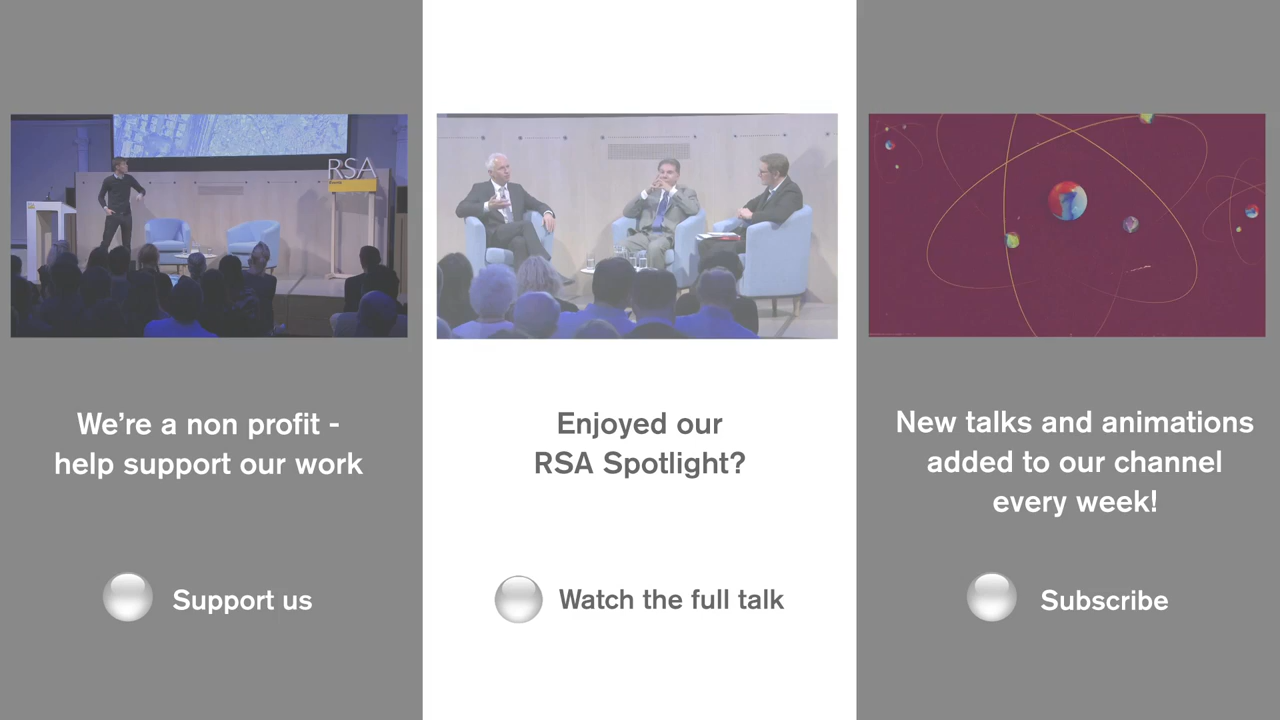 RSA
We're a non profit -
help support our work
Support us
Enjoyed our
RSA Spotlight?
Watch the full talk
New talks and animations
added to our channel
every week!
Subscribe